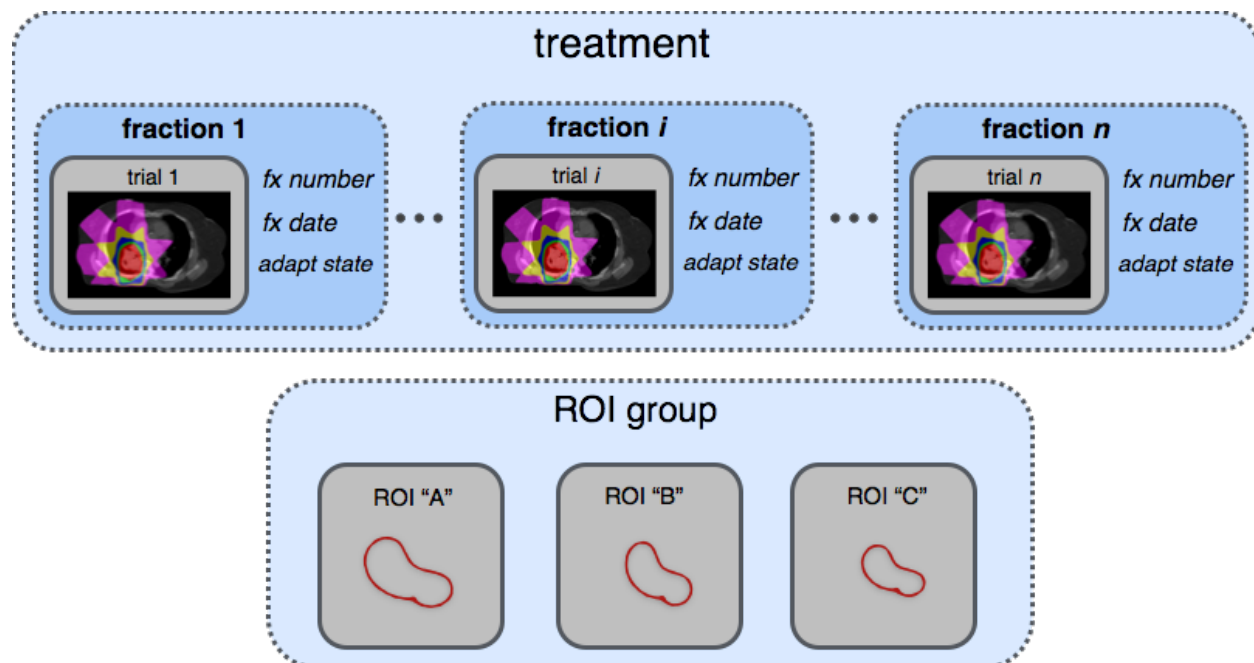 treatment
fraction 1
trial 1
fx number
fx date
adapt state
fraction i
trial i
fx number
fx date
adapt state
fraction n
trial n
fx number
fx date
adapt state
ROI group
ROI “A”
ROI “B”
ROI “C”